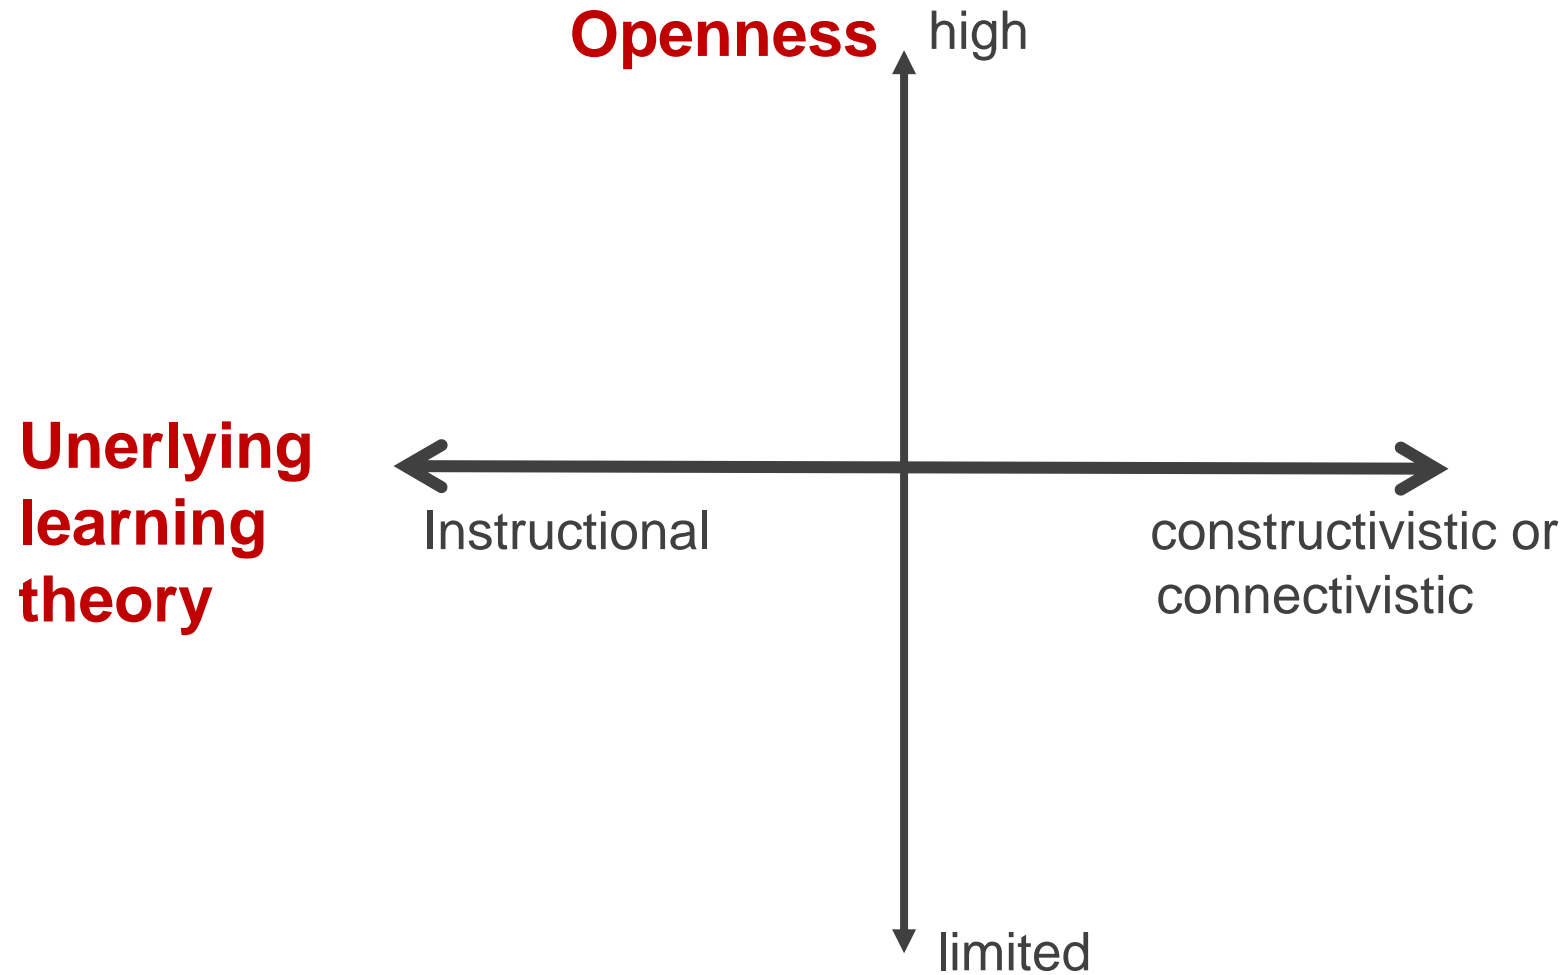 Openness high
Unerlying
learning
theory
Instructional
constructivistic or
connectivistic
limited